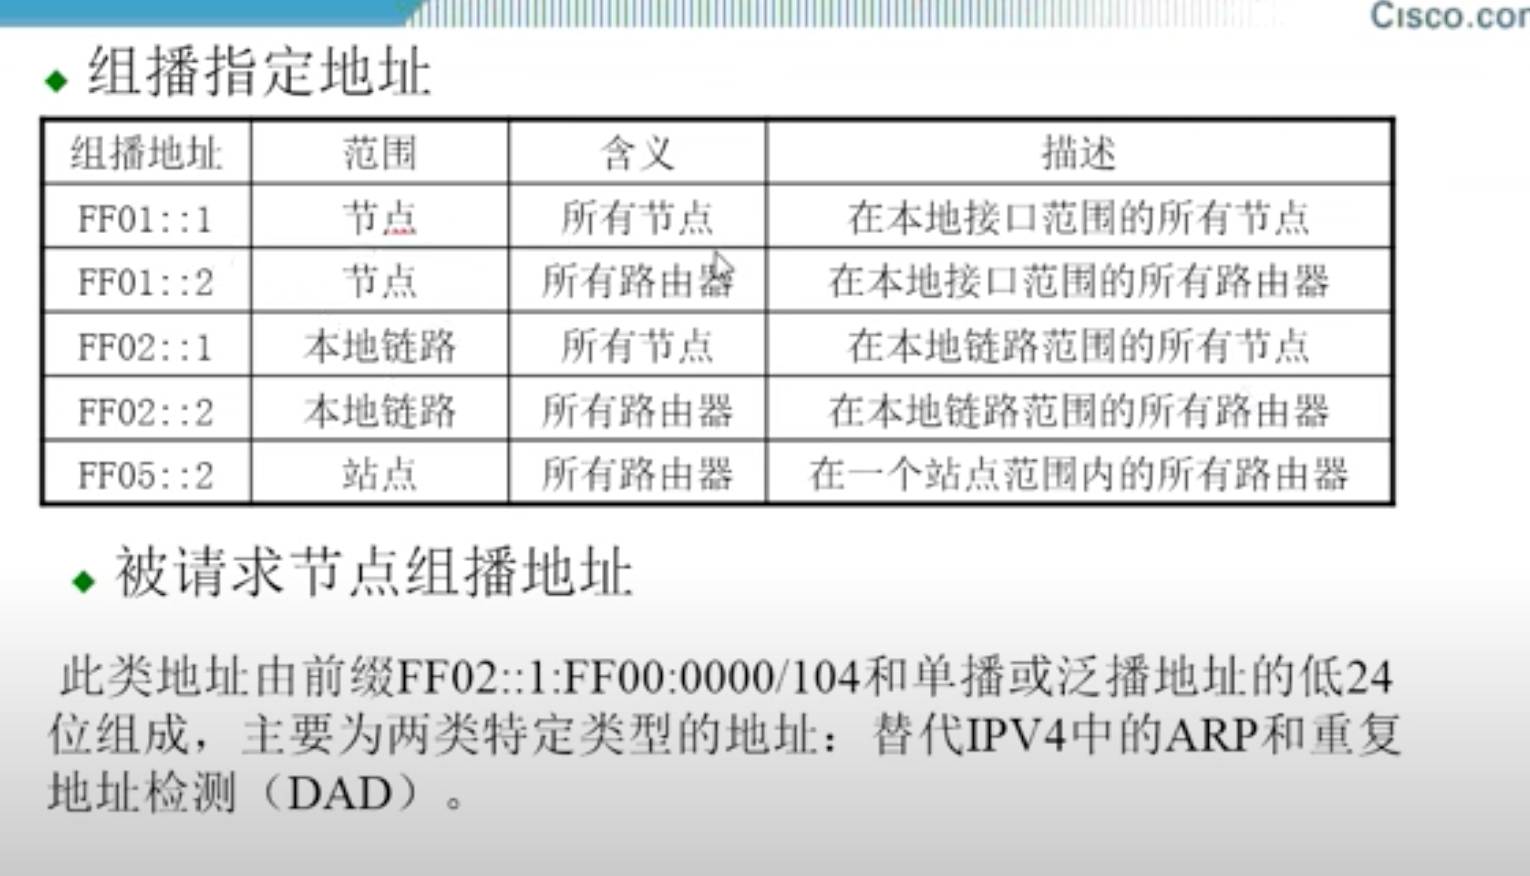 Cisco.com
组播指定地址
组播地址 范围 含义 描述
FF01::1 节点 所有节点 在本地接口范围的所有节点
FF01::2 节点 所有路由器 在本地接口范围的所有路由器
FF02::1 本地链路 所有节点 在本地链路范围的所有节点
FF02::2 本地链路 所有路由器 在本地链路范围的所有路由器
FF05::2 站点 所有路由器 在一个站点范围内的所有路由器
被请求节点组播地址
此类地址由前缀FF02::1:FF00:0000/104和单播或泛播地址的低24
位组成，主要为两类特定类型的地址：替代IPV4中的ARP和重复
地址检测（DAD）。